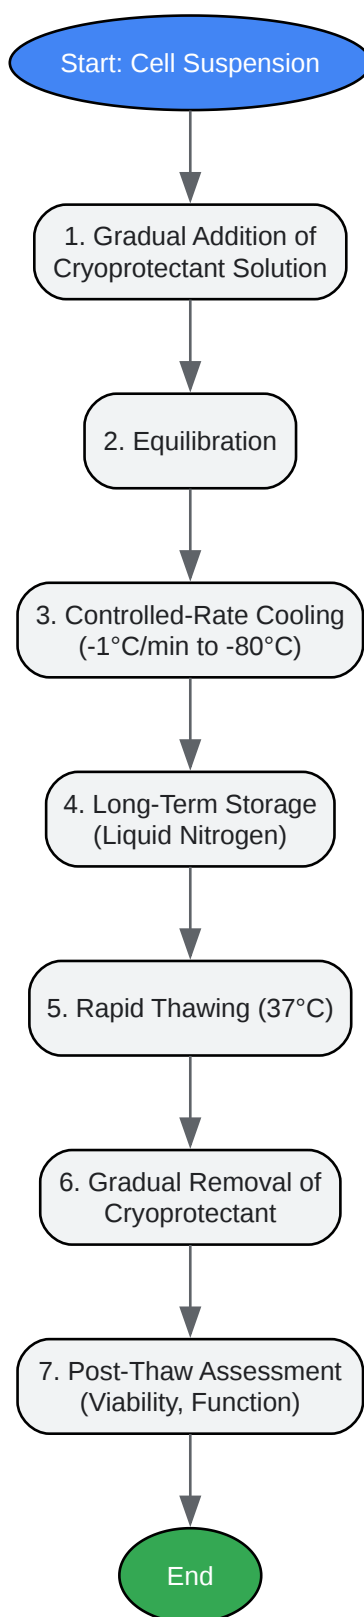 Start: Cell Suspension
1. Gradual Addition of
Cryoprotectant Solution
2. Equilibration
3. Controlled-Rate Cooling
(-1°C/min to -80°C)
4. Long-Term Storage
(Liquid Nitrogen)
5. Rapid Thawing (37°C)
6. Gradual Removal of
Cryoprotectant
7. Post-Thaw Assessment
(Viability, Function)
End